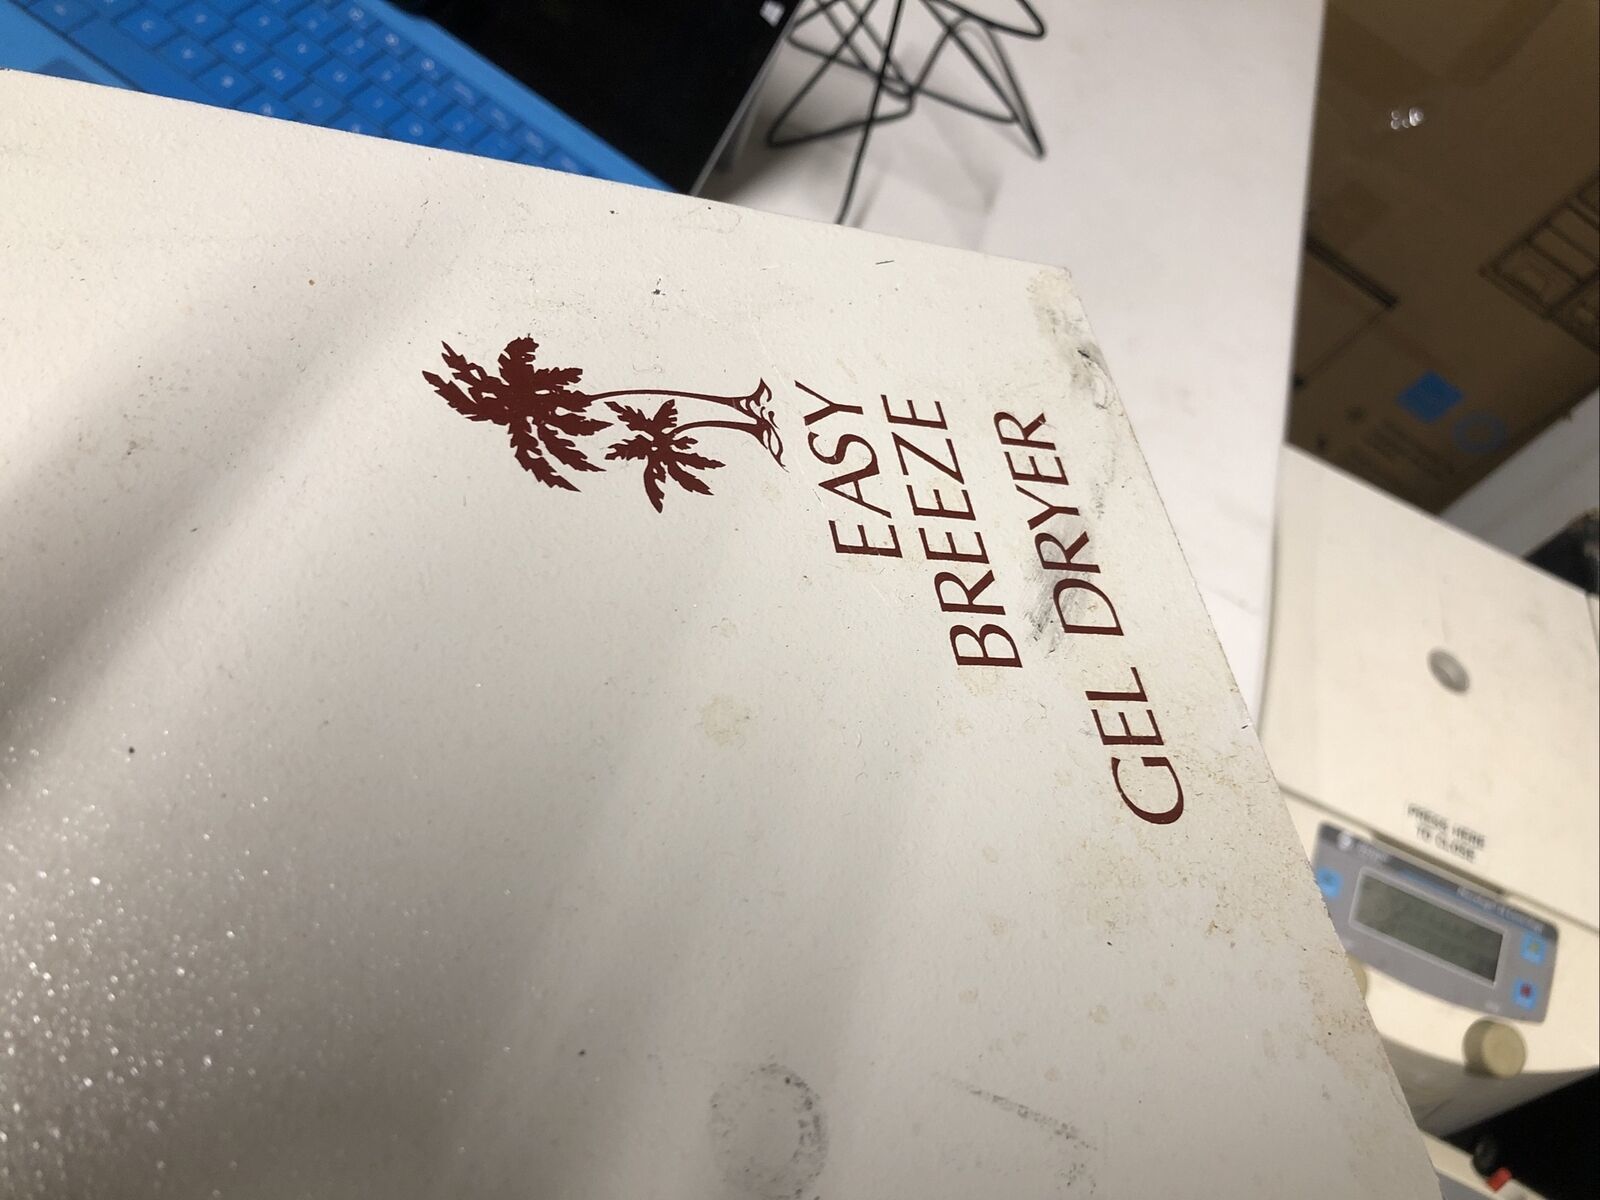 EASY
BREEZE
GEL DRYER
PRESS HERE
TO CLOSE